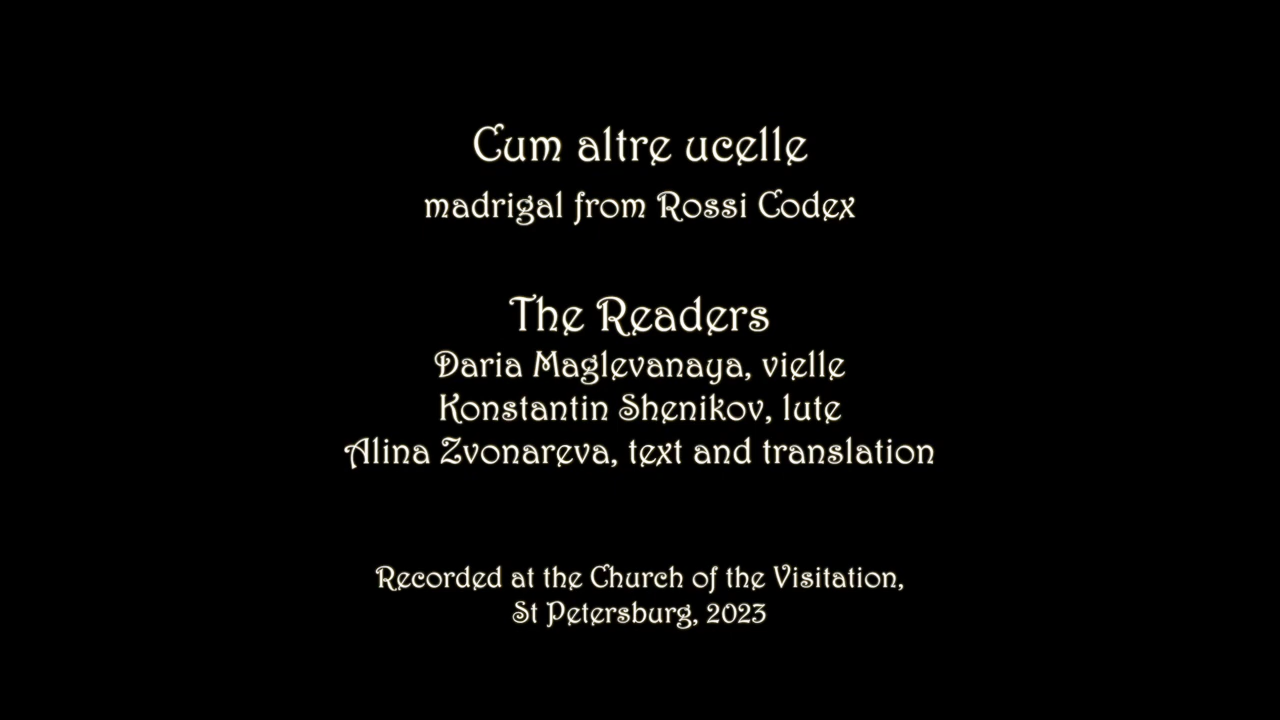 Cum altre ucelle
madrigal from Rossi Codex
The Readers
Daria Maglevanaya, vielle
Konstantin Shenikov, lute
Alina Zvonareva, text and translation
Recorded at the Church of the Visitation,
St Petersburg, 2023